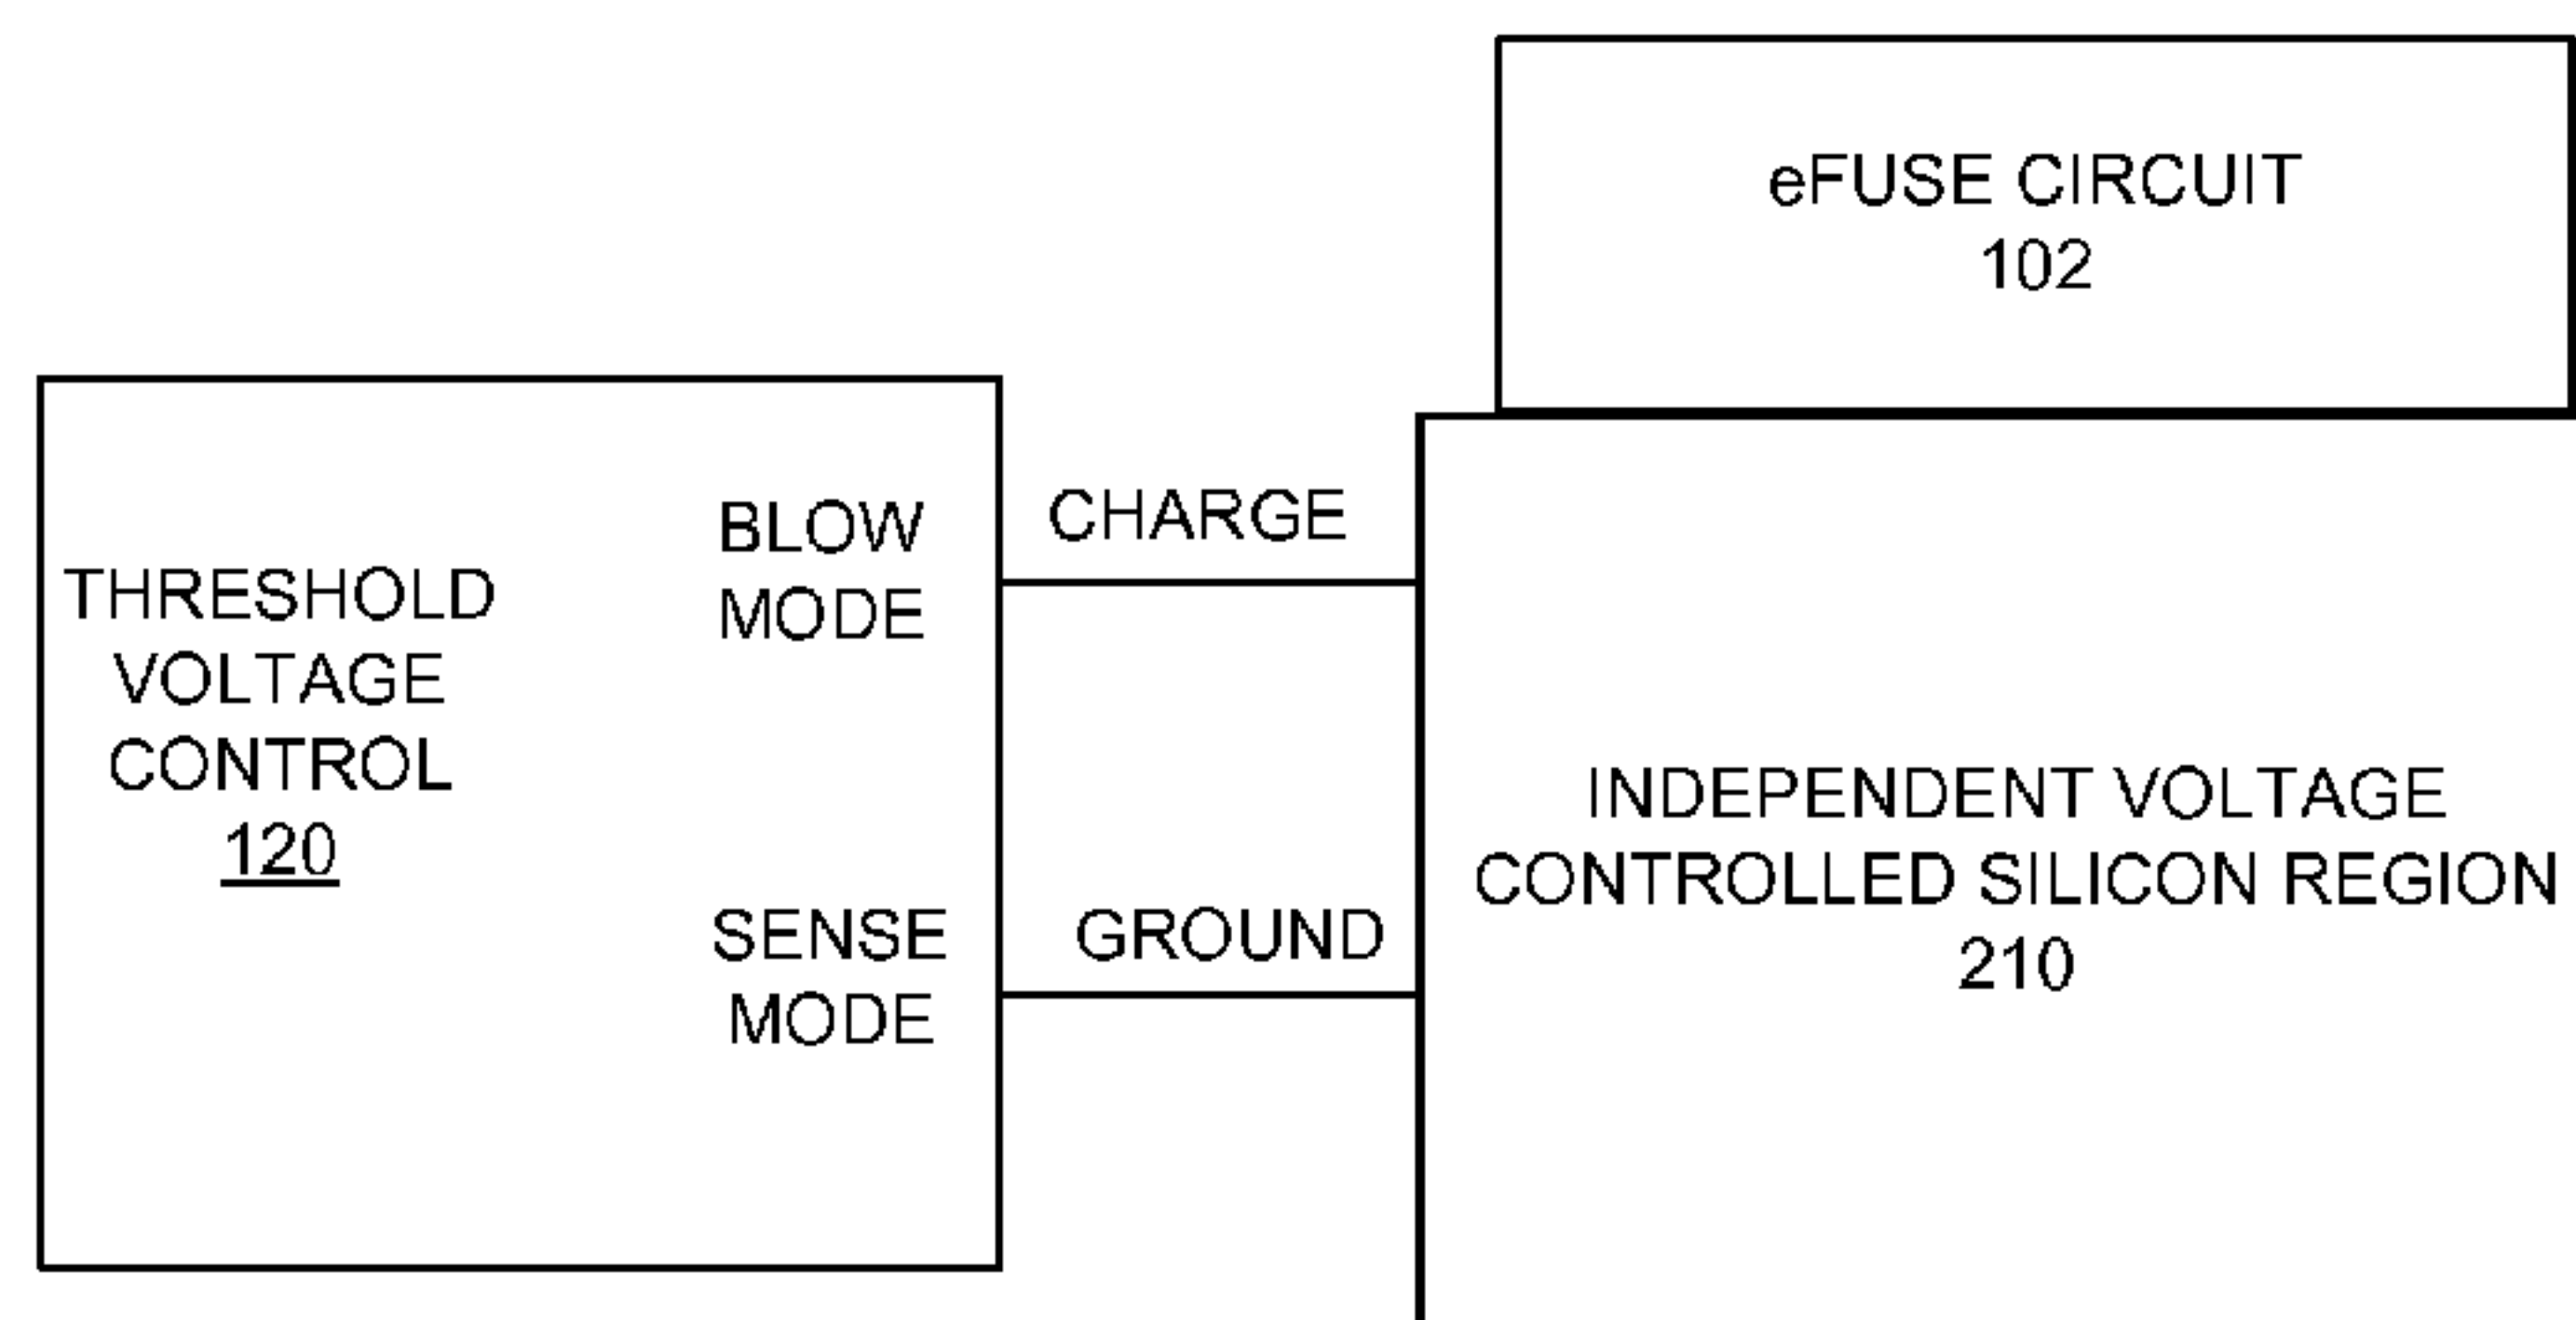 eFUSE CIRCUIT
102
THRESHOLD
VOLTAGE
CONTROL
120
BLOW
MODE
SENSE
MODE
CHARGE
GROUND
INDEPENDENT VOLTAGE
CONTROLLED SILICON REGION
210